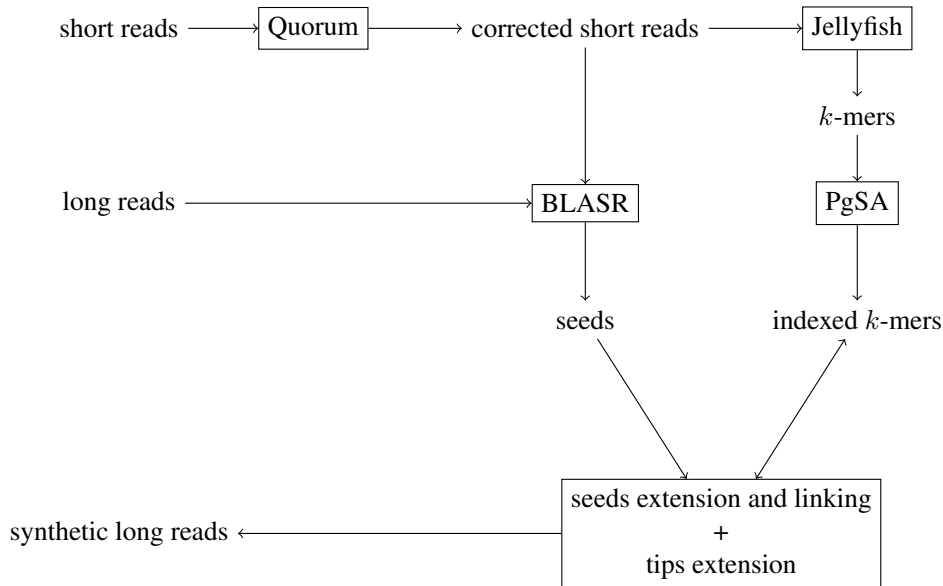 short reads
Quorum
corrected short reads
Jellyfish
k-mers
long reads
BLASR
PgSA
seeds
indexed k-mers
seeds extension and linking
+
tips extension
synthetic long reads